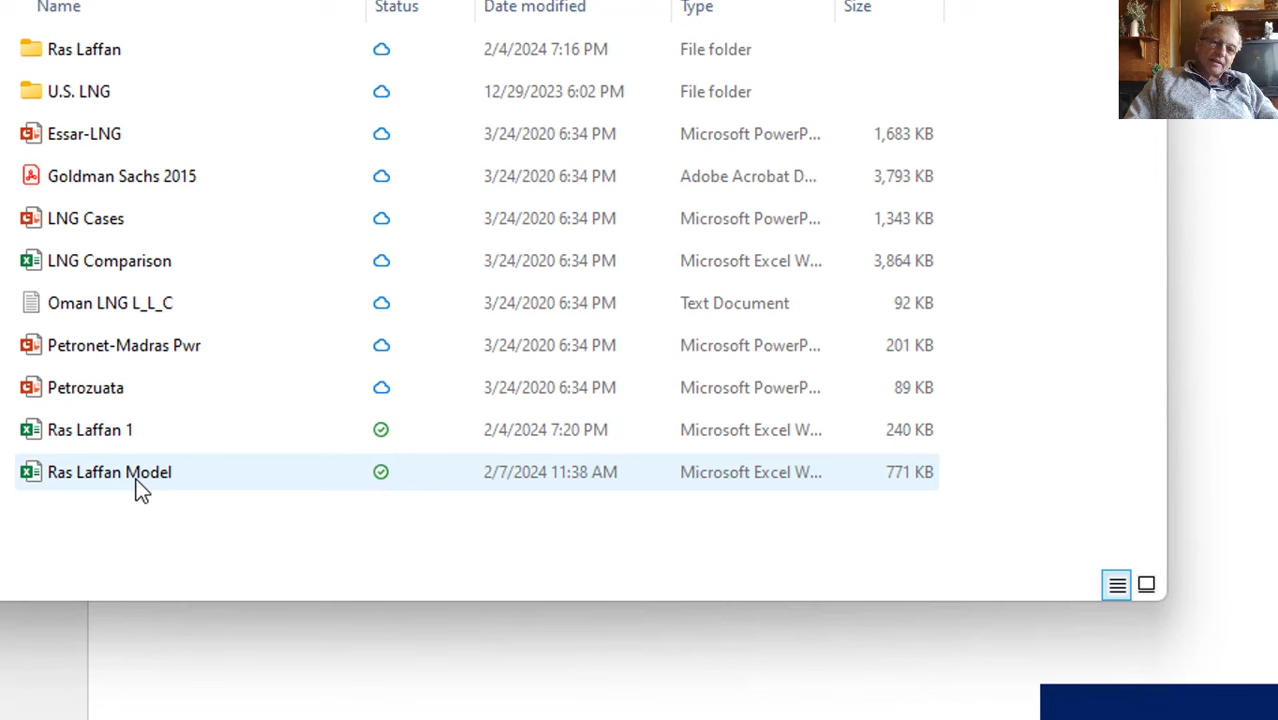 Name Status Date modified Type Size
Ras Laffan 2/4/2024 7:16 PM File folder
U.S. LNG 12/29/2023 6:02 PM File folder
Essar-LNG 3/24/2020 6:34 PM Microsoft PowerP... 1,683 KB
Goldman Sachs 2015 3/24/2020 6:34 PM Adobe Acrobat D... 3,793 KB
LNG Cases 3/24/2020 6:34 PM Microsoft PowerP... 1,343 KB
LNG Comparison 3/24/2020 6:34 PM Microsoft Excel W... 3,864 KB
Oman LNG L_L_C 3/24/2020 6:34 PM Text Document 92 KB
Petronet-Madras Pwr 3/24/2020 6:34 PM Microsoft PowerP... 201 KB
Petrozuata 3/24/2020 6:34 PM Microsoft PowerP... 89 KB
Ras Laffan 1 2/4/2024 7:20 PM Microsoft Excel W... 240 KB
Ras Laffan Model 2/7/2024 11:38 AM Microsoft Excel W... 771 KB